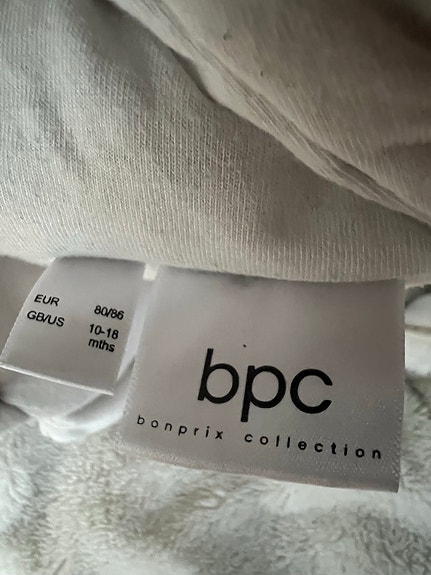 EUR 80/86
GB/US 10-18
mths
bpc
bonprix collection